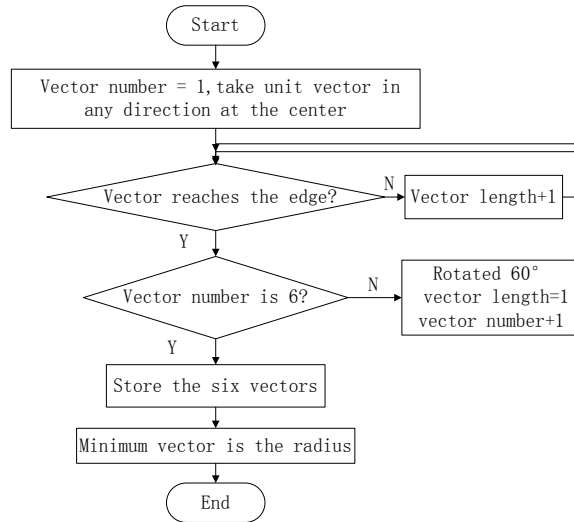 Start
Vector number = 1,take unit vector in
any direction at the center
Vector reaches the edge?
N
Vector length+1
Y
Vector number is 6?
N
Rotated 60°
vector length=1
vector number+1
Y
Store the six vectors
Minimum vector is the radius
End